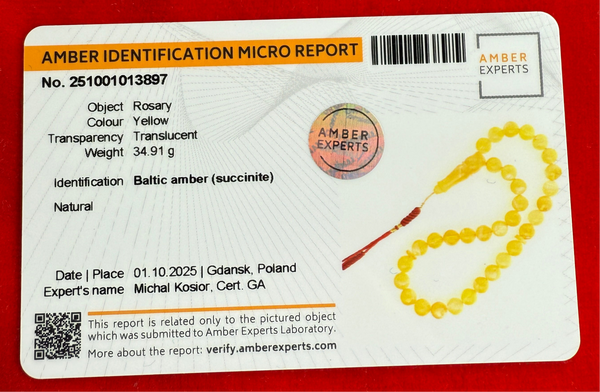 AMBER IDENTIFICATION MICRO REPORT
AMBER
EXPERTS
No. 251001013897
Object Rosary
Colour Yellow
Transparency Translucent
Weight 34.91 g
AMBER
EXPERTS
Identification Baltic amber (succinite)
Natural
Date | Place 01.10.2025 | Gdansk, Poland
Expert's name Michal Kosior, Cert. GA
This report is related only to the pictured object
which was submitted to Amber Experts Laboratory.
More about the report: verify.amberexperts.com